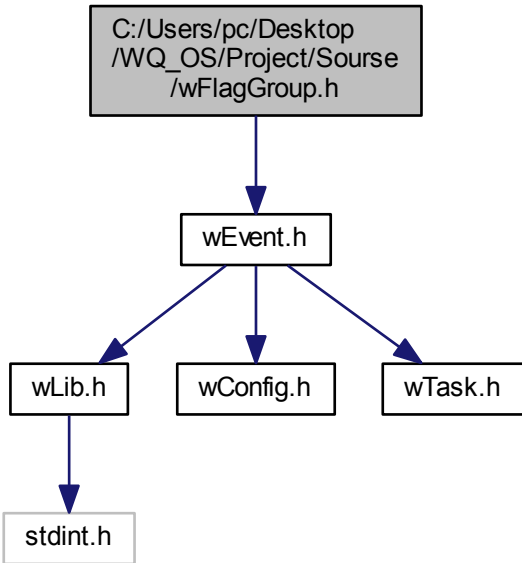 C:/Users/pc/Desktop
/WQ_OS/Project/Sourse
/wFlagGroup.h
wEvent.h
wLib.h
wConfig.h
wTask.h
stdint.h